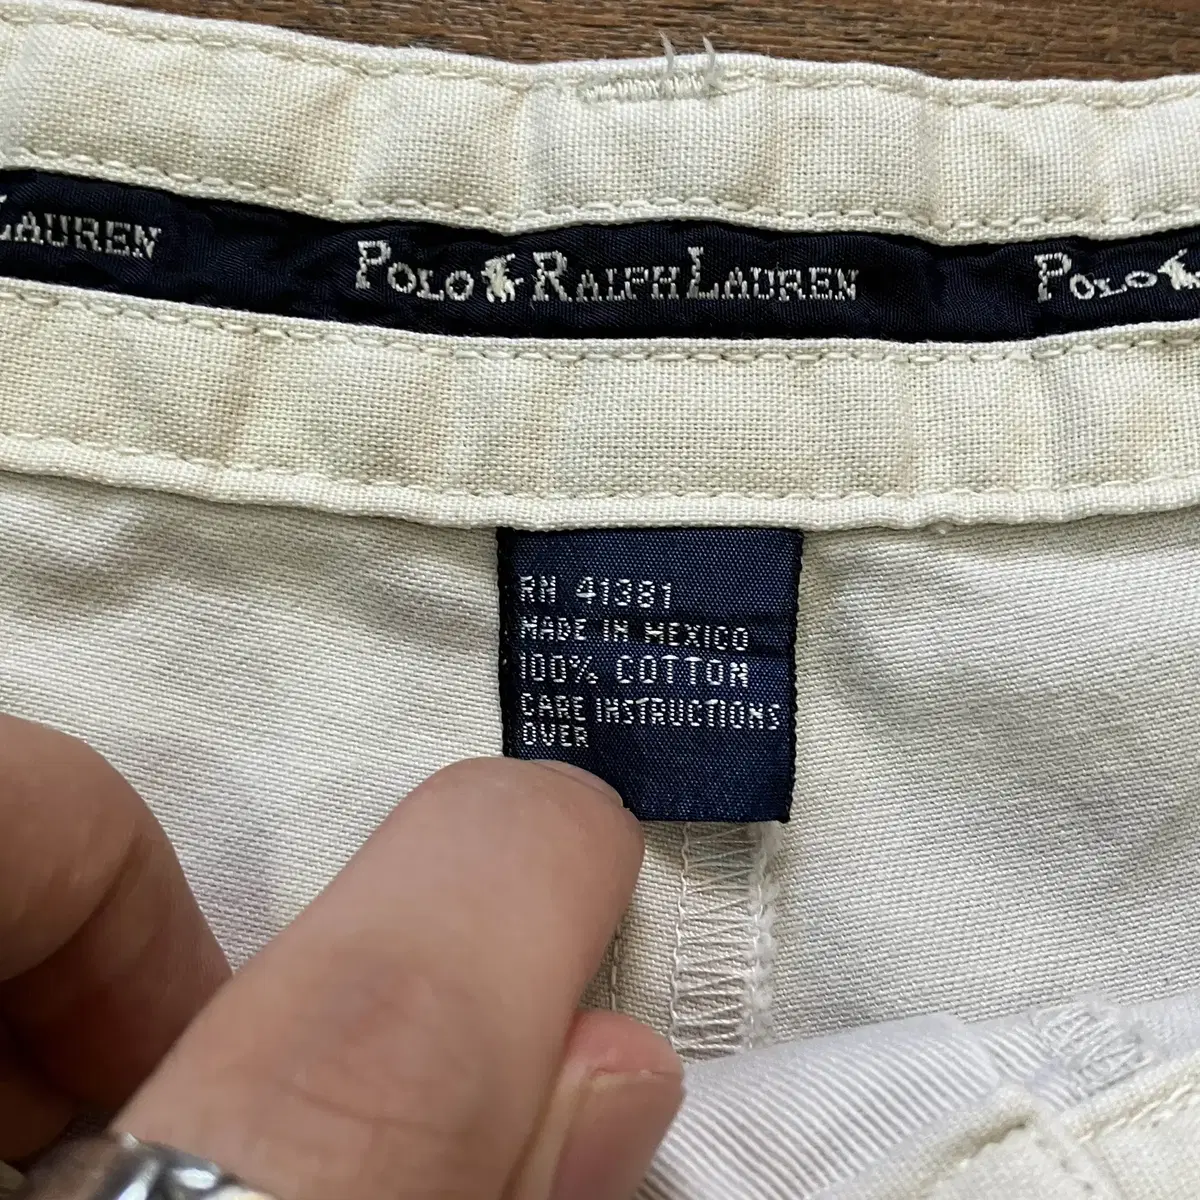 LAUREN POLO RALPH LAUREN POLO
RN 41381
MADE IN MEXICO
100% COTTON
CARE INSTRUCTIONS
OVER